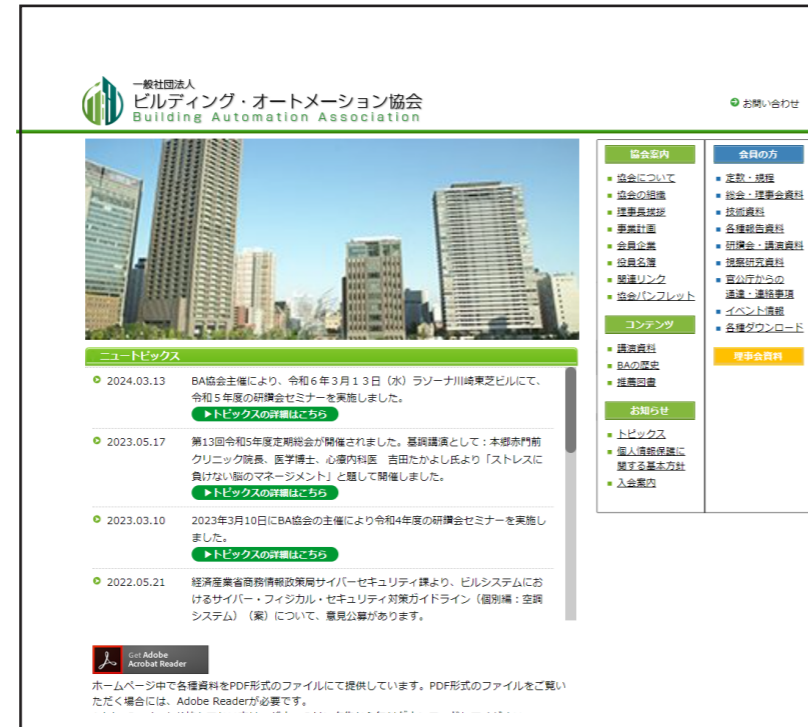 一般社団法人
ビルディング・オートメーション協会
Building Automation Association
お問い合わせ
協会案内
協会について
協会の組織
理事長挨拶
事業計画
会員企業
役員名簿
関連リンク
協会パンフレット
コンテンツ
講演資料
BAの歴史
推薦図書
お知らせ
トピックス
個人情報保護に
関する基本方針
入会案内
会員の方
定款・規程
総会・理事会資料
技術資料
各種報告資料
研鑽会・講演資料
視察研究資料
官公庁からの
通達・連絡事項
イベント情報
各種ダウンロード
理事会資料
ニュートピックス
2024.03.13
BA協会主催により、令和6年3月13日（水）ラゾーナ川崎東芝ビルにて、
令和5年度の研鑽会セミナーを実施しました。
▶トピックスの詳細はこちら
2023.05.17
第13回令和5年度定期総会が開催されました。基調講演として：本郷赤門前
クリニック院長、医学博士、心療内科医　吉田たかよし氏より「ストレスに
負けない脳のマネージメント」と題して開催しました。
▶トピックスの詳細はこちら
2023.03.10
2023年3月10日にBA協会の主催により令和4年度の研鑽会セミナーを実施し
ました。
▶トピックスの詳細はこちら
2022.05.21
経済産業省商務情報政策局サイバーセキュリティ課より、ビルシステムにお
けるサイバー・フィジカル・セキュリティ対策ガイドライン（個別編：空調
システム）（案）について、意見公募があります。
Get Adobe
Acrobat Reader
ホームページ中で各種資料をPDF形式のファイルにて提供しています。PDF形式のファイルをご覧い
ただく場合には、Adobe Readerが必要です。